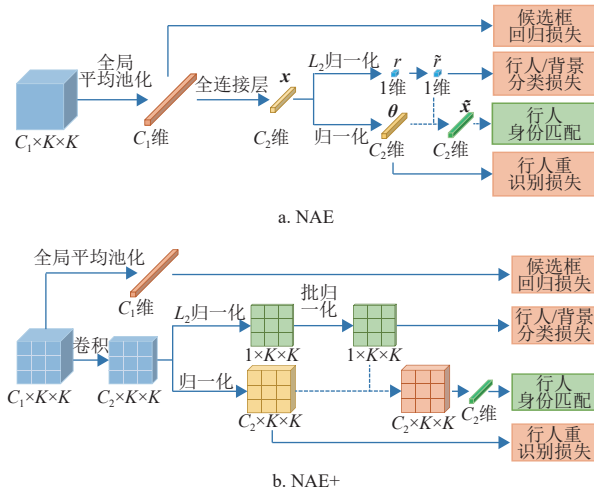 全局
平均池化
C₁×K×K
C₁维
全连接层
x
C₂维
L₂归一化
归一化
r
1维
r̃
1维
θ
C₂维
x̃
C₂维
候选框
回归损失
行人/背景
分类损失
行人
身份匹配
行人重
识别损失
a. NAE
全局平均池化
C₁维
C₁×K×K
卷积
C₂×K×K
L₂归一化
归一化
1×K×K
批归
一化
1×K×K
C₂×K×K
C₂×K×K
C₂维
候选框
回归损失
行人/背景
分类损失
行人
身份匹配
行人重
识别损失
b. NAE+